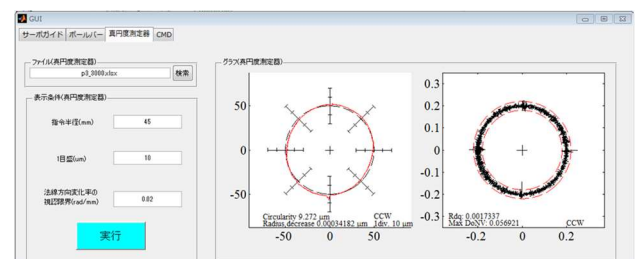 GUI
サーボガイド ボールバー 真円度測定器 CMD
ファイル(真円度測定器)
p3_3000.xlsx 検索
表示条件(真円度測定器)
指令半径(mm) 45
1目盛(um) 10
法線方向変化率の
視認限界(rad/mm) 0.02
実行
グラフ(真円度測定器)
50
0
-50
Circularity 9.272 μm CCW
Radius,decrease 0.00034182 μm 1div. 10 μm
-50 0 50
0.3
0.2
0.1
0
-0.1
-0.2
-0.3
Rdq: 0.0017337
Max DoNV: 0.056921 CCW
-0.2 0 0.2